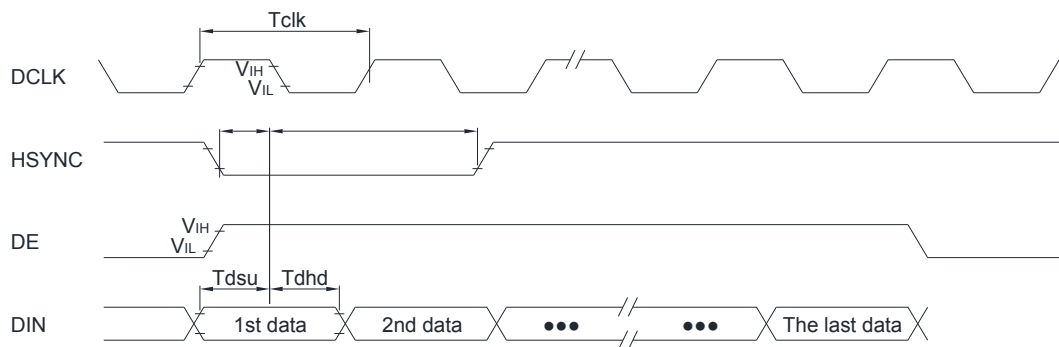 Tclk
DCLK
VIH
VIL
HSYNC
DE
VIH
VIL
Tdsu
Tdhd
DIN
1st data
2nd data
●●●
●●●
The last data